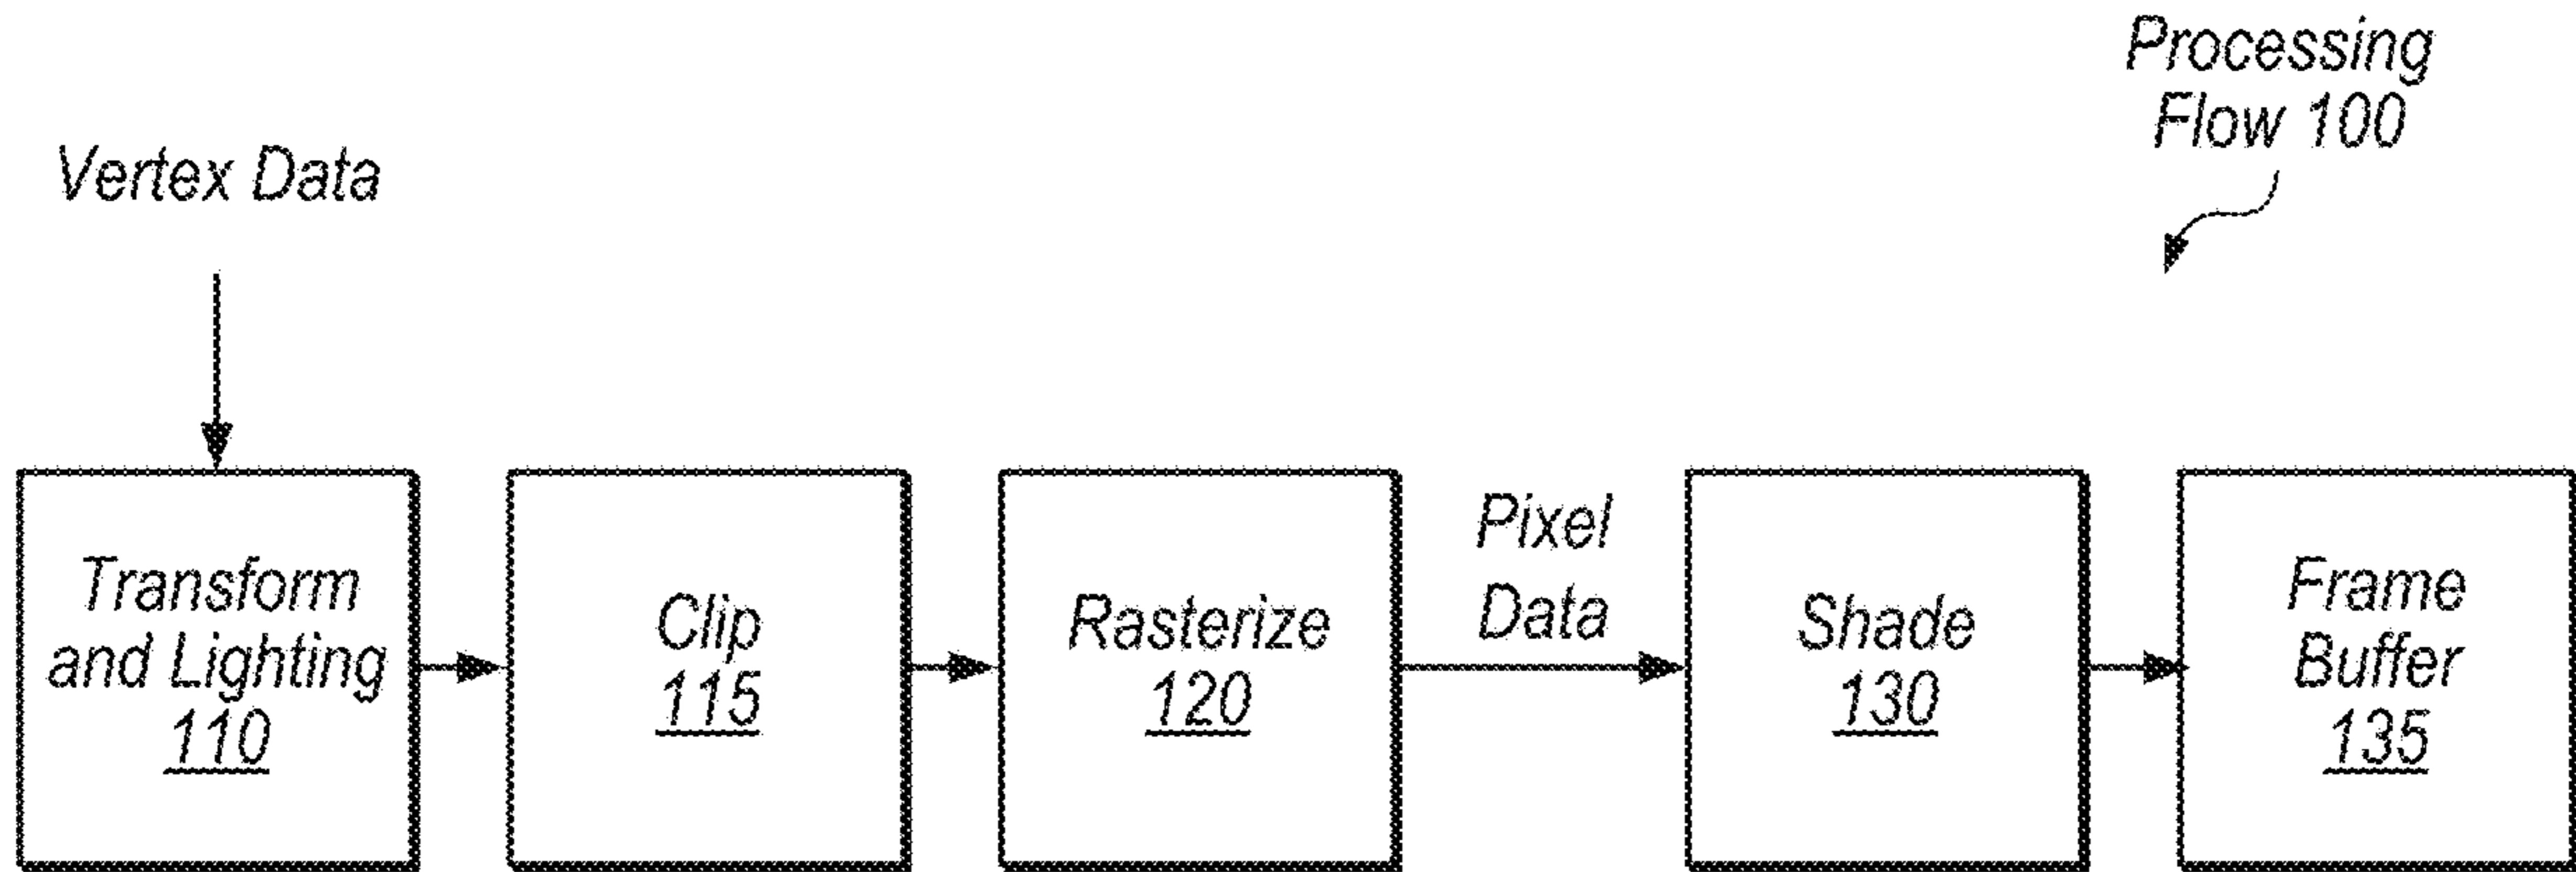 Processing
Flow 100
Vertex Data
Transform
and Lighting
110
Clip
115
Rasterize
120
Pixel
Data
Shade
130
Frame
Buffer
135